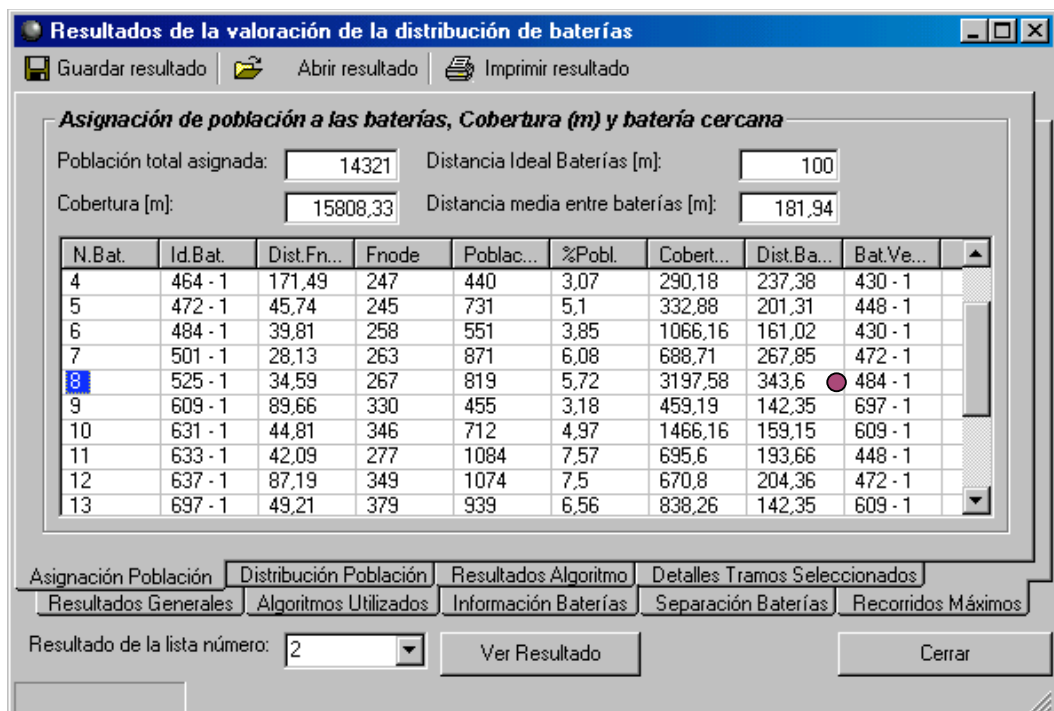 Resultados de la valoración de la distribución de baterías
Guardar resultado Abrir resultado Imprimir resultado
Asignación de población a las baterías, Cobertura (m) y batería cercana
Población total asignada: 14321 Distancia Ideal Baterías [m]: 100
Cobertura [m]: 15808,33 Distancia media entre baterías [m]: 181,94
N.Bat. Id.Bat. Dist.Fn... Fnode Poblac... %Pobl. Cobert... Dist.Ba... Bat.Ve...
4 464 - 1 171,49 247 440 3,07 290,18 237,38 430 - 1
5 472 - 1 45,74 245 731 5,1 332,88 201,31 448 - 1
6 484 - 1 39,81 258 551 3,85 1066,16 161,02 430 - 1
7 501 - 1 28,13 263 871 6,08 688,71 267,85 472 - 1
8 525 - 1 34,59 267 819 5,72 3197,58 343,6 484 - 1
9 609 - 1 89,66 330 455 3,18 459,19 142,35 697 - 1
10 631 - 1 44,81 346 712 4,97 1466,16 159,15 609 - 1
11 633 - 1 42,09 277 1084 7,57 695,6 193,66 448 - 1
12 637 - 1 87,19 349 1074 7,5 670,8 204,36 472 - 1
13 697 - 1 49,21 379 939 6,56 838,26 142,35 609 - 1
Asignación Población Distribución Población Resultados Algoritmo Detalles Tramos Seleccionados
Resultados Generales Algoritmos Utilizados Información Baterías Separación Baterías Recorridos Máximos
Resultado de la lista número: 2 Ver Resultado Cerrar